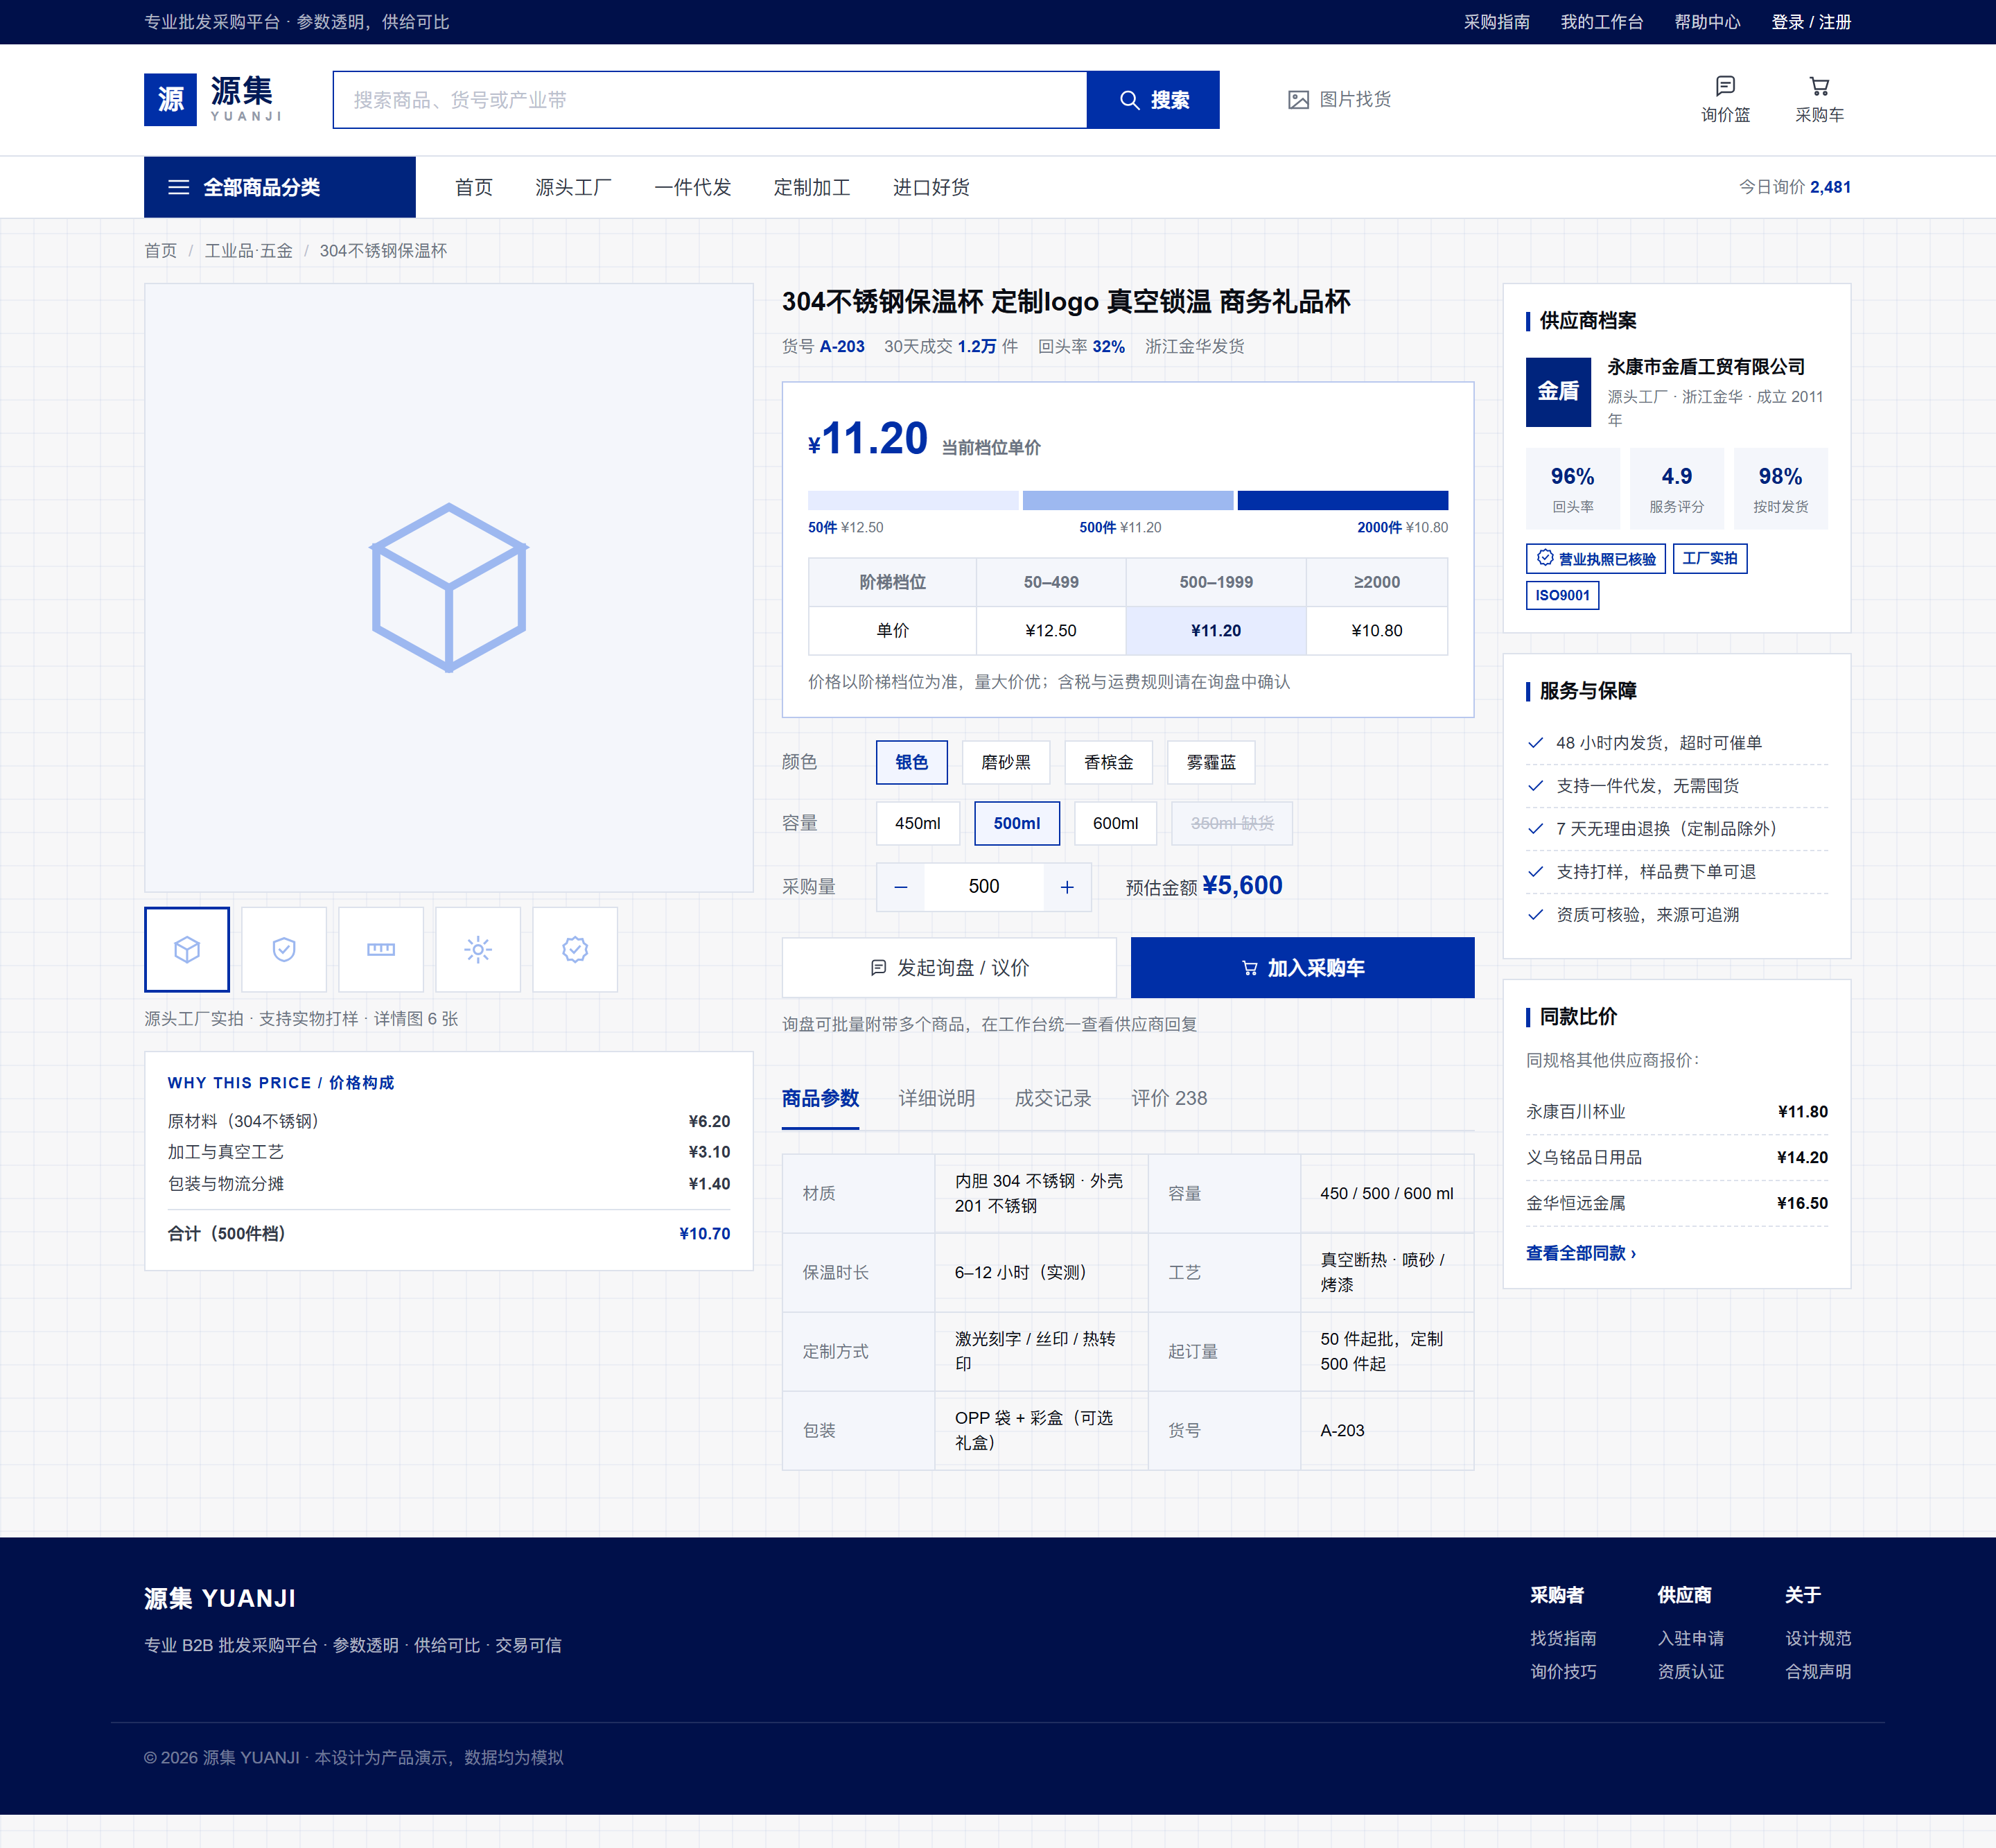 专业批发采购平台 · 参数透明，供给可比
采购指南 我的工作台 帮助中心 登录 / 注册
源 源集
YUANJI
搜索商品、货号或产业带
搜索
图片找货
询价篮 采购车
全部商品分类 首页 源头工厂 一件代发 定制加工 进口好货
今日询价 2,481
首页 / 工业品·五金 / 304不锈钢保温杯
源头工厂实拍 · 支持实物打样 · 详情图 6 张
WHY THIS PRICE / 价格构成
原材料（304不锈钢） ¥6.20
加工与真空工艺 ¥3.10
包装与物流分摊 ¥1.40
合计（500件档） ¥10.70
304不锈钢保温杯 定制logo 真空锁温 商务礼品杯
货号 A-203 30天成交 1.2万 件 回头率 32% 浙江金华发货
¥11.20 当前档位单价
50件 ¥12.50 500件 ¥11.20 2000件 ¥10.80
阶梯档位 50–499 500–1999 ≥2000
单价 ¥12.50 ¥11.20 ¥10.80
价格以阶梯档位为准，量大价优；含税与运费规则请在询盘中确认
颜色 银色 磨砂黑 香槟金 雾霾蓝
容量 450ml 500ml 600ml 350ml 缺货
采购量 − 500 + 预估金额 ¥5,600
发起询盘 / 议价 加入采购车
询盘可批量附带多个商品，在工作台统一查看供应商回复
商品参数 详细说明 成交记录 评价 238
材质 内胆 304 不锈钢 · 外壳
201 不锈钢
容量 450 / 500 / 600 ml
保温时长 6–12 小时（实测）
工艺 真空断热 · 喷砂 /
烤漆
定制方式 激光刻字 / 丝印 / 热转
印
起订量 50 件起批，定制
500 件起
包装 OPP 袋 + 彩盒（可选
礼盒）
货号 A-203
供应商档案
金盾 永康市金盾工贸有限公司
源头工厂 · 浙江金华 · 成立 2011
年
96% 4.9 98%
回头率 服务评分 按时发货
营业执照已核验 工厂实拍
ISO9001
服务与保障
48 小时内发货，超时可催单
支持一件代发，无需囤货
7 天无理由退换（定制品除外）
支持打样，样品费下单可退
资质可核验，来源可追溯
同款比价
同规格其他供应商报价：
永康百川杯业 ¥11.80
义乌铭品日用品 ¥14.20
金华恒远金属 ¥16.50
查看全部同款 ›
源集 YUANJI
专业 B2B 批发采购平台 · 参数透明 · 供给可比 · 交易可信
采购者 供应商 关于
找货指南 入驻申请 设计规范
询价技巧 资质认证 合规声明
© 2026 源集 YUANJI · 本设计为产品演示，数据均为模拟